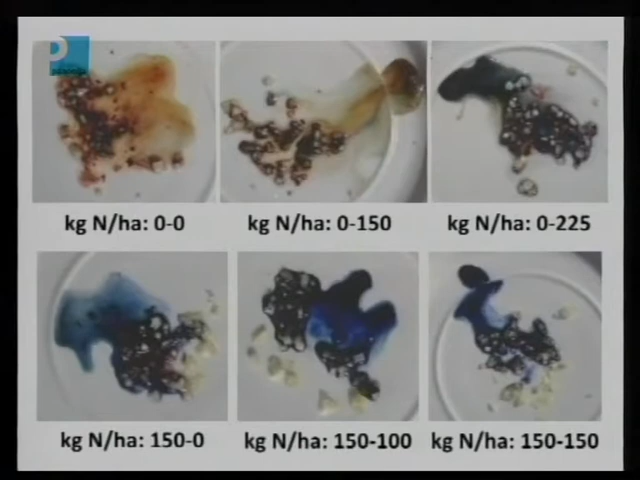 kg N/ha: 0-0
kg N/ha: 0-150
kg N/ha: 0-225
kg N/ha: 150-0
kg N/ha: 150-100
kg N/ha: 150-150